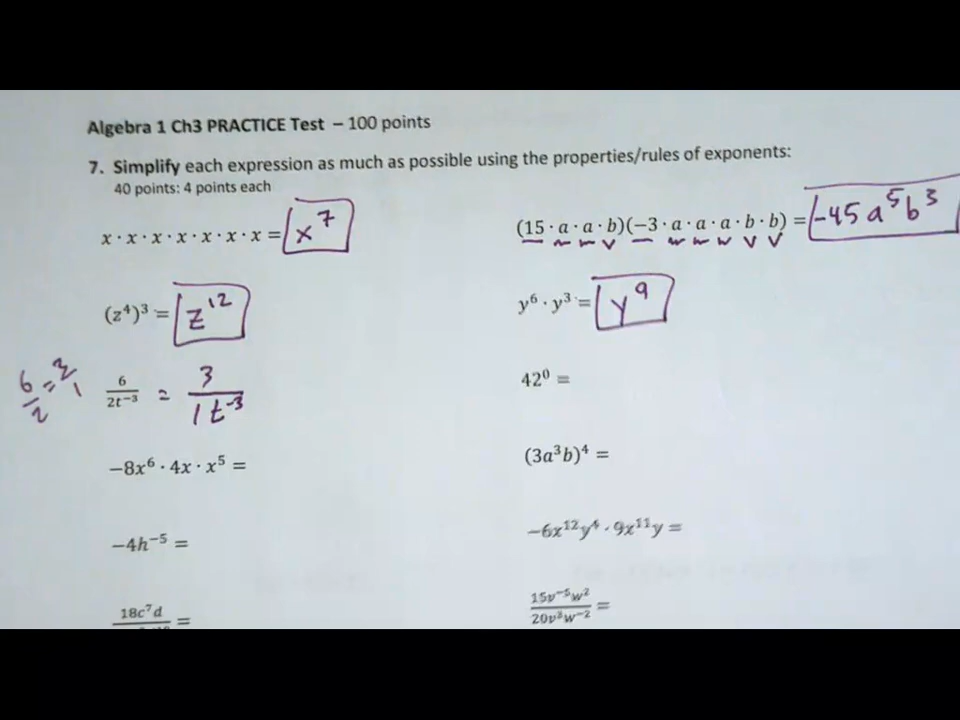 Algebra 1 Ch3 PRACTICE Test – 100 points
7. Simplify each expression as much as possible using the properties/rules of exponents:
40 points: 4 points each
x · x · x · x · x · x · x = x⁷
(15 · a · a · b)(−3 · a · a · a · b · b) = -45a⁵b³
(z⁴)³ = z¹²
y⁶ · y³ = y⁹
6/2 = 3/1
6/2t⁻³ = 3/1t⁻³
42⁰ =
−8x⁶ · 4x · x⁵ =
(3a³b)⁴ =
−4h⁻⁵ =
−6x¹²y⁴ · 9x¹¹y =
18c⁷d =
15v⁻⁵w²/20v³w⁻² =